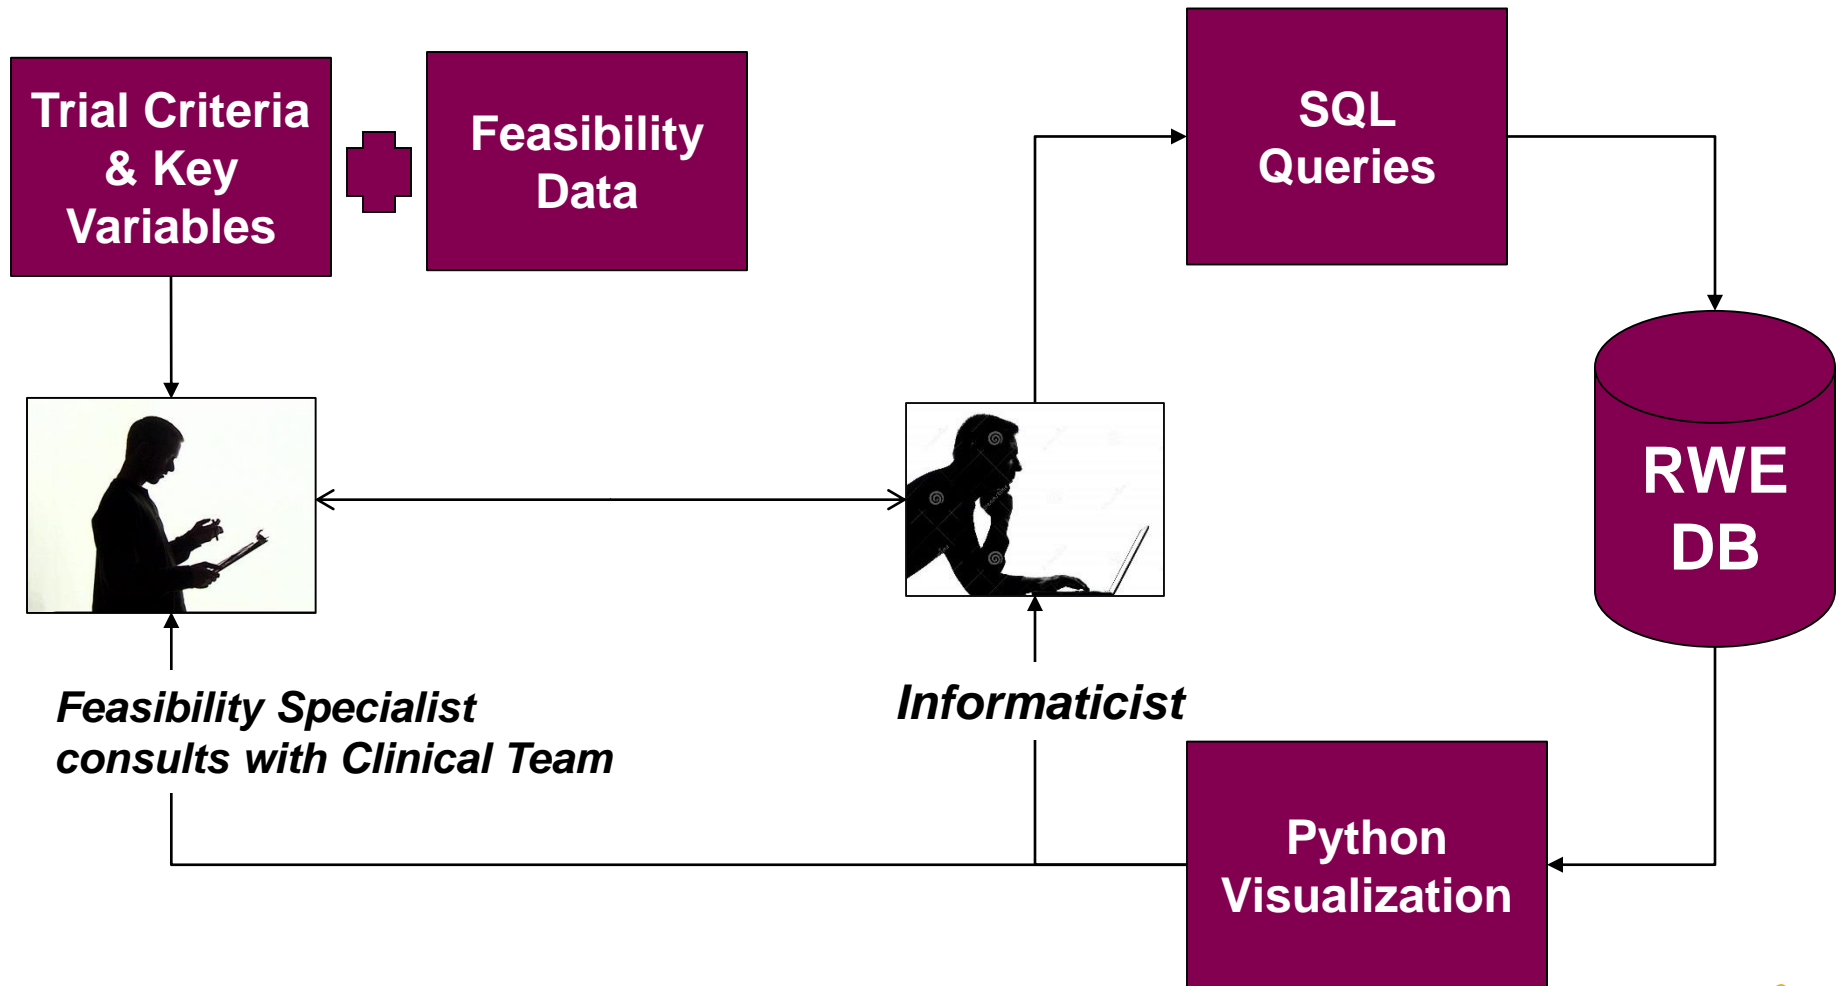 Trial Criteria
& Key
Variables
Feasibility
Data
SQL
Queries
RWE
DB
Feasibility Specialist
consults with Clinical Team
Informaticist
Python
Visualization